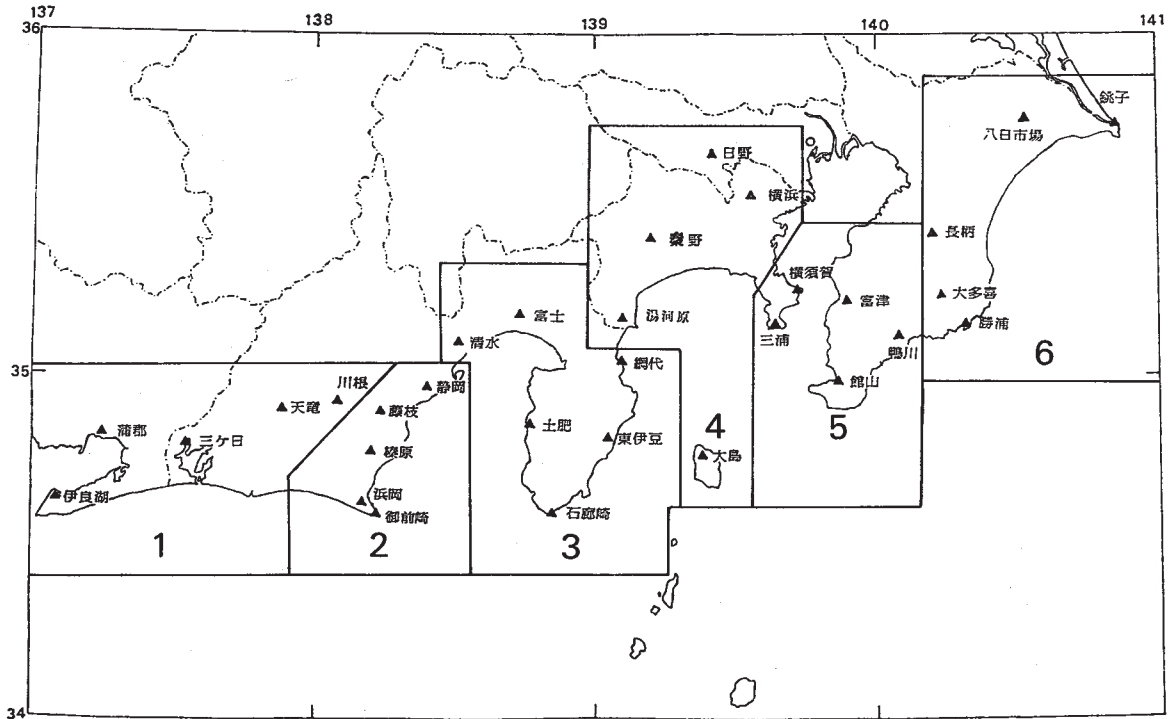 137
138
139
140
141
36
銚子
八日市場
日野
横浜
秦野
長柄
横須賀
富津
大多喜
勝浦
富士
湯河原
三浦
鴨川
清水
35
網代
館山
6
川根
静岡
天竜
藤枝
4
5
蒲郡
三ケ日
土肥
東伊豆
榛原
大島
伊良湖
浜岡
御前崎
石廊崎
1
2
3
34